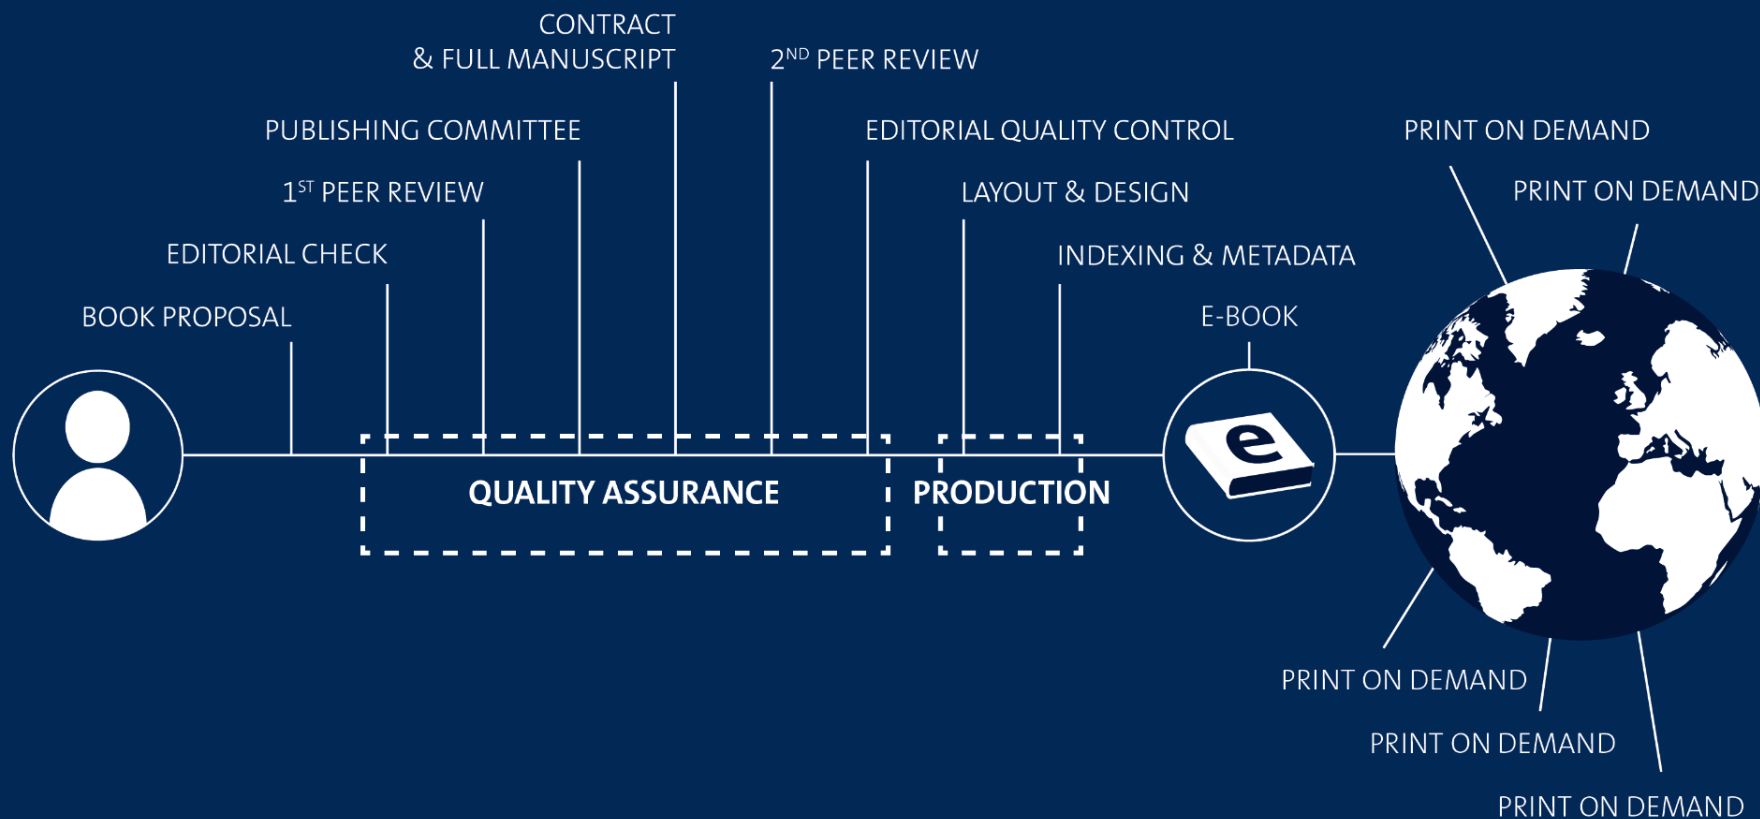 CONTRACT
& FULL MANUSCRIPT
2ND PEER REVIEW
PUBLISHING COMMITTEE
EDITORIAL QUALITY CONTROL
PRINT ON DEMAND
1ST PEER REVIEW
LAYOUT & DESIGN
PRINT ON DEMAND
EDITORIAL CHECK
INDEXING & METADATA
BOOK PROPOSAL
E-BOOK
e
QUALITY ASSURANCE
PRODUCTION
PRINT ON DEMAND
PRINT ON DEMAND
PRINT ON DEMAND